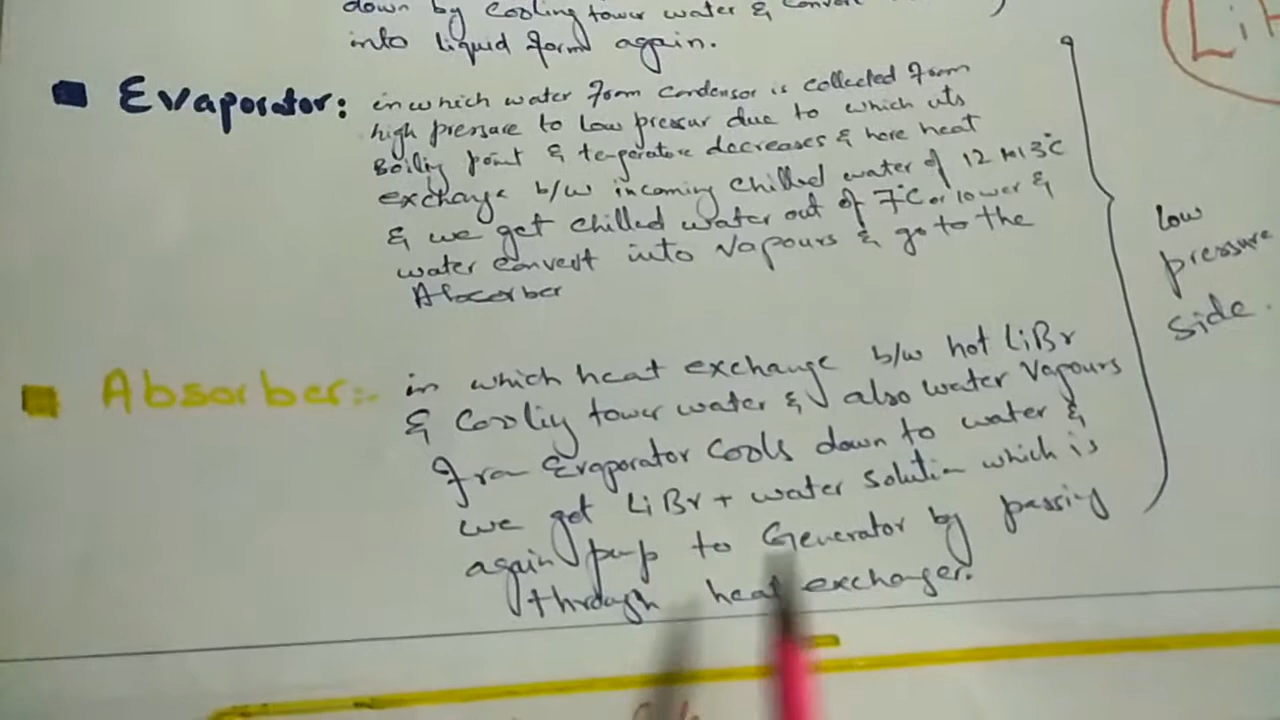 down by Cooling tower water & Convert
into liquid form again.
LiB
Evaporator: in which water from condensor is collected from
high pressure to low pressur due to which its
Boiling point & temperature decreases & here heat
exchange b/w incoming chilled water of 12 13°C
& we get chilled water out of 7°C or lower &
water convert into vapours & go to the
Absorber
low
pressure
side.
Absorber:- in which heat exchange b/w hot LiBr
& Cooling tower water & also water Vapours
from Evaporator Cools down to water &
we get LiBr + water solution which is
again pump to Generator by passing
through heat exchanger.